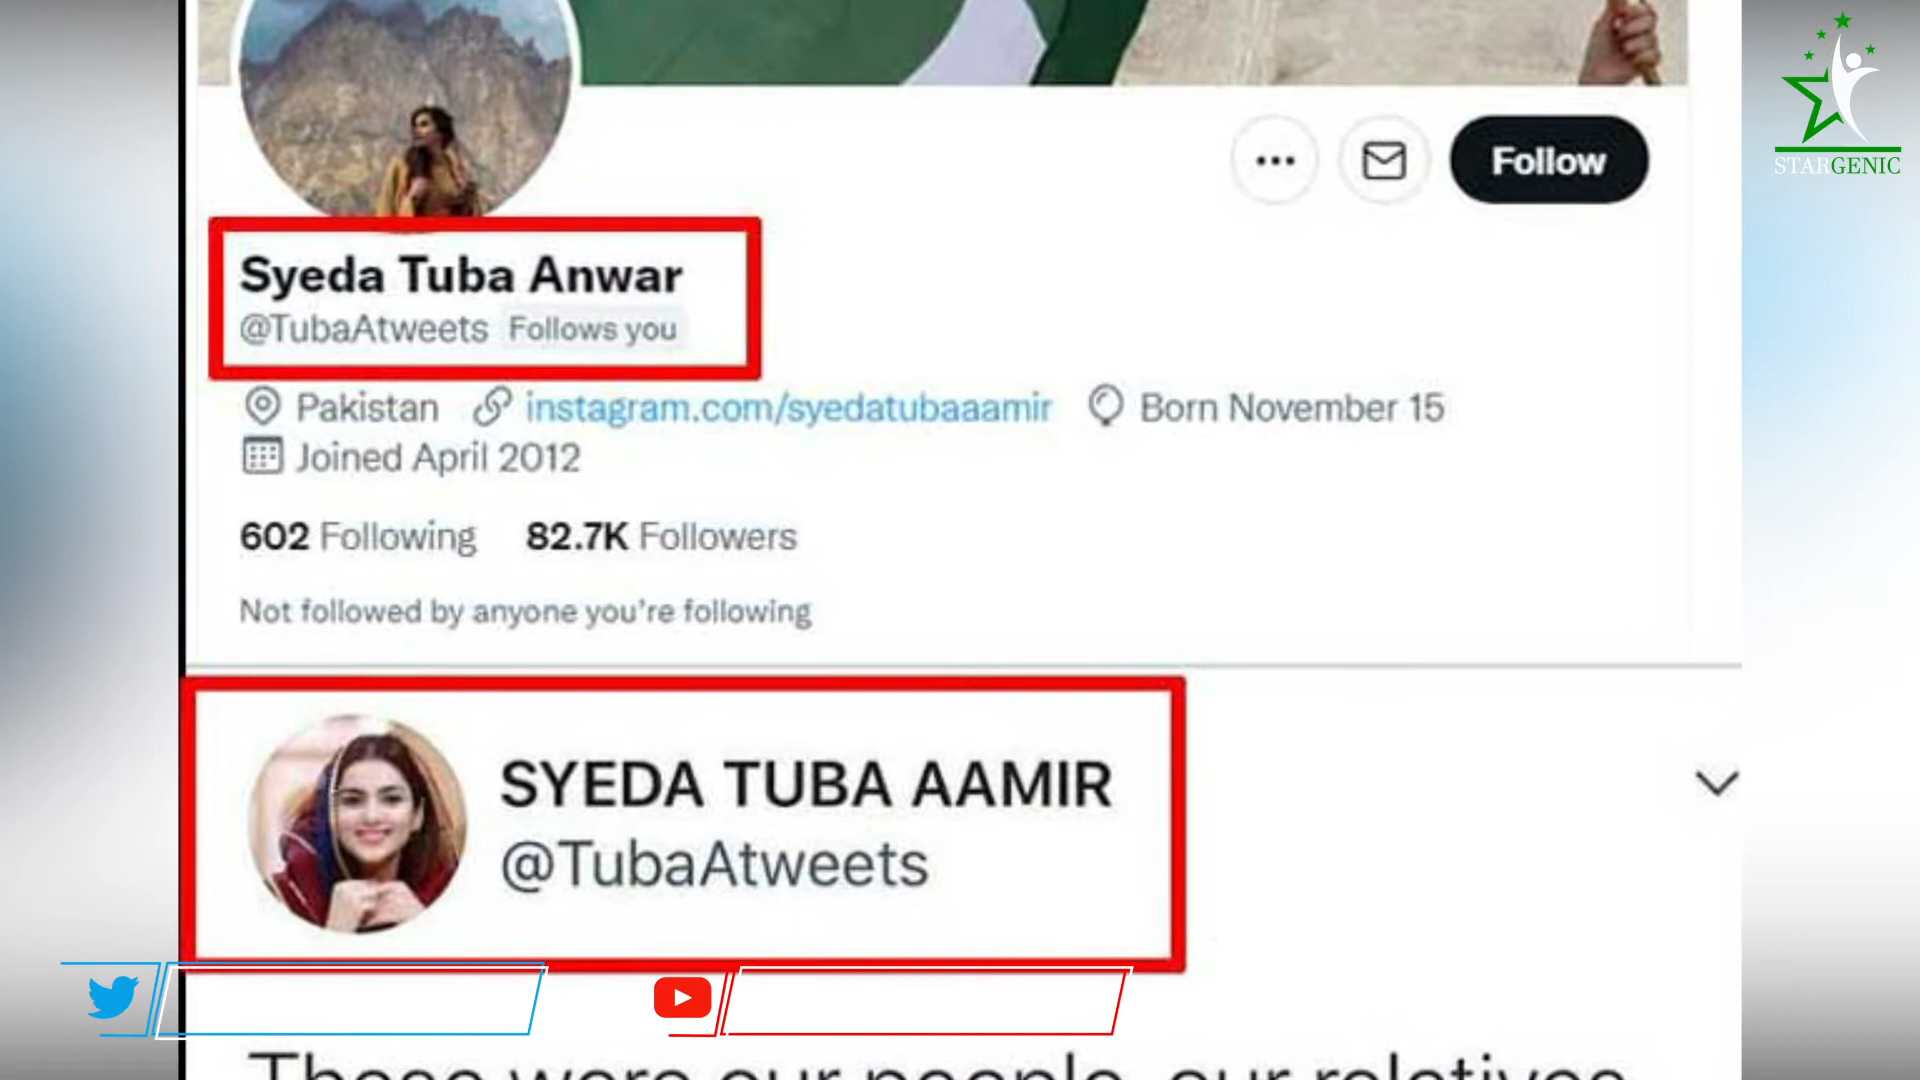 STARGENIC
Follow
Syeda Tuba Anwar
@TubaAtweets Follows you
Pakistan instagram.com/syedatubaaamir Born November 15
Joined April 2012
602 Following 82.7K Followers
Not followed by anyone you're following
SYEDA TUBA AAMIR
@TubaAtweets
These were our people, our relatives